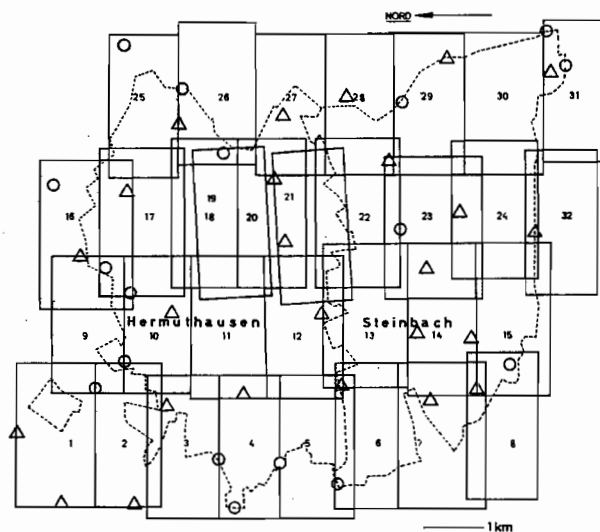 NORD
25 26 27 28 29 30 31
16 17 19 18 20 21 22 23 24 32
9 10 11 12 13 14 15
Hermuthausen Steinbach
1 2 3 4 5 6 8
1km